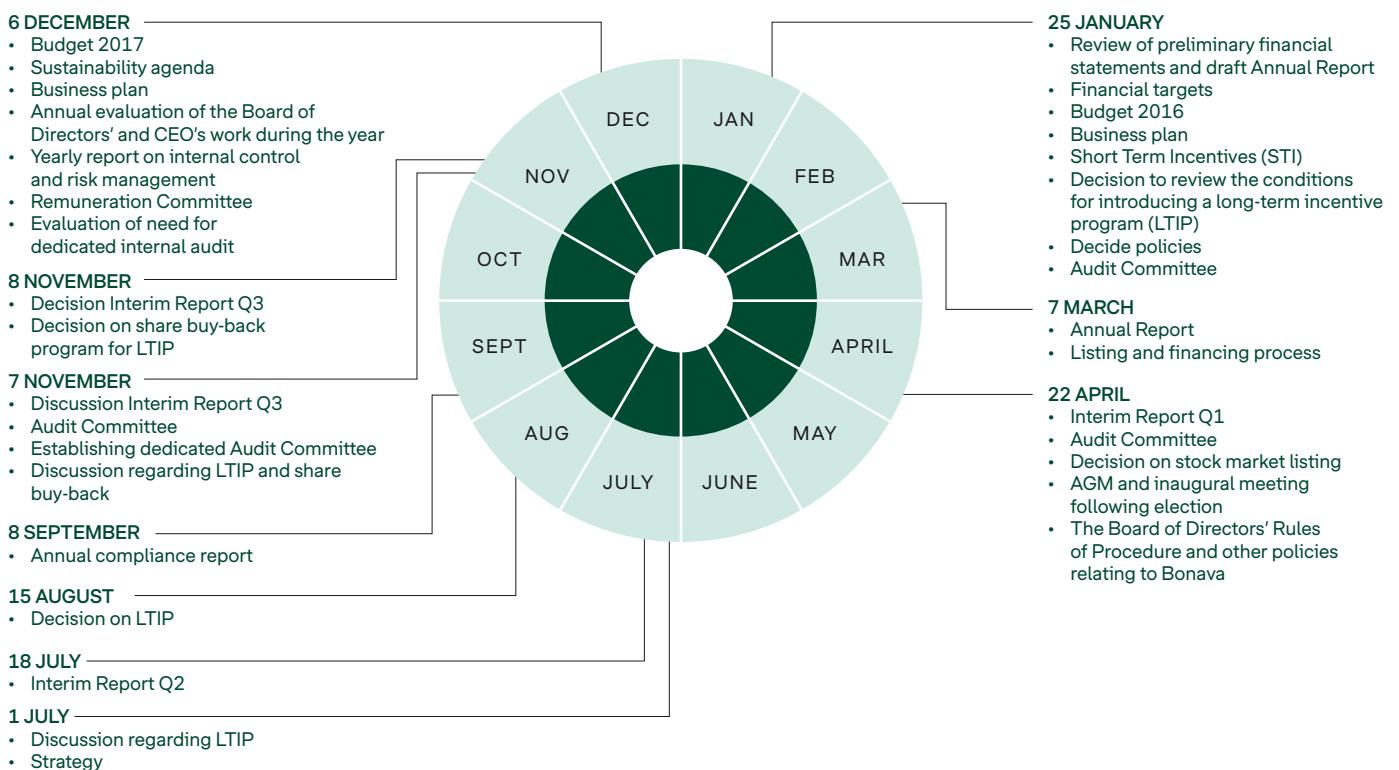 6 DECEMBER
• Budget 2017
• Sustainability agenda
• Business plan
• Annual evaluation of the Board of
Directors’ and CEO’s work during the year
• Yearly report on internal control
and risk management
• Remuneration Committee
• Evaluation of need for
dedicated internal audit
8 NOVEMBER
• Decision Interim Report Q3
• Decision on share buy-back
program for LTIP
7 NOVEMBER
• Discussion Interim Report Q3
• Audit Committee
• Establishing dedicated Audit Committee
• Discussion regarding LTIP and share
buy-back
8 SEPTEMBER
• Annual compliance report
15 AUGUST
• Decision on LTIP
18 JULY
• Interim Report Q2
1 JULY
• Discussion regarding LTIP
• Strategy
DEC
JAN
NOV
FEB
OCT
MAR
SEPT
APRIL
AUG
MAY
JULY
JUNE
25 JANUARY
• Review of preliminary financial
statements and draft Annual Report
• Financial targets
• Budget 2016
• Business plan
• Short Term Incentives (STI)
• Decision to review the conditions
for introducing a long-term incentive
program (LTIP)
• Decide policies
• Audit Committee
7 MARCH
• Annual Report
• Listing and financing process
22 APRIL
• Interim Report Q1
• Audit Committee
• Decision on stock market listing
• AGM and inaugural meeting
following election
• The Board of Directors’ Rules
of Procedure and other policies
relating to Bonava